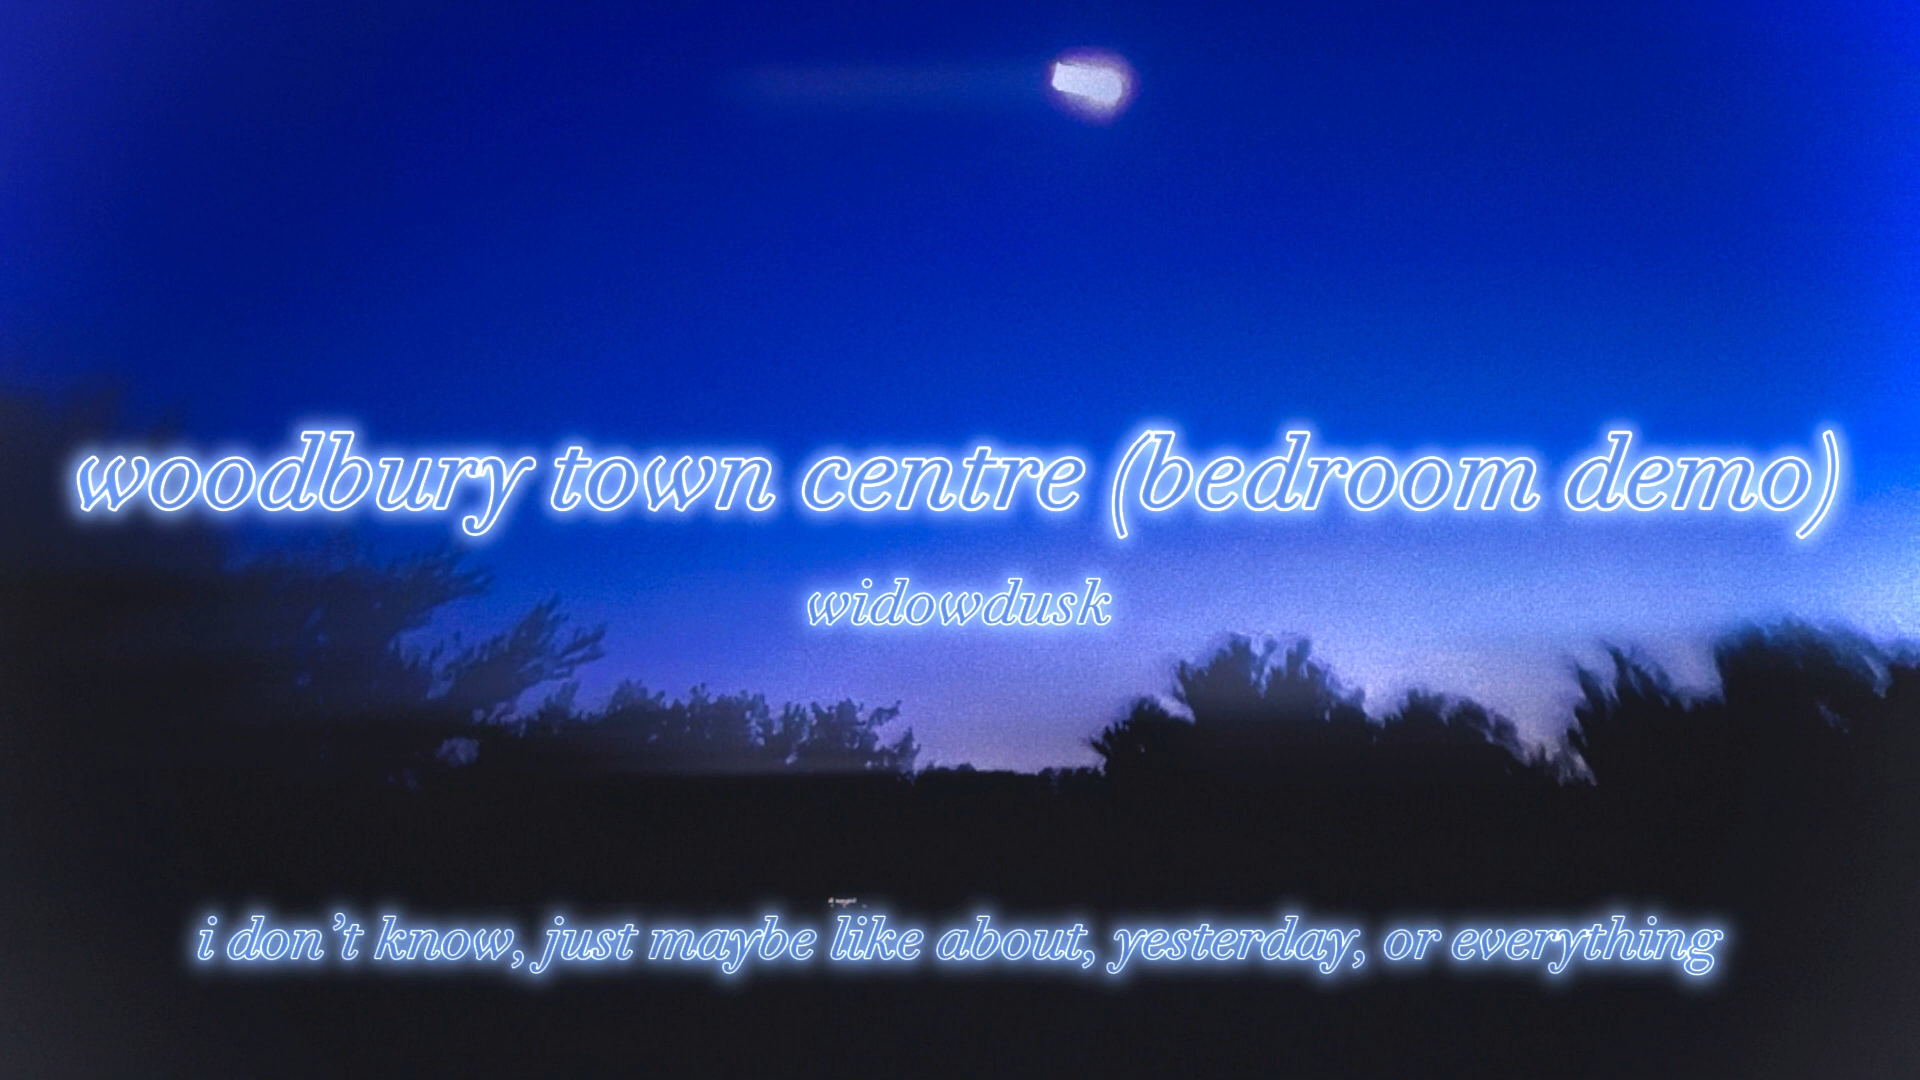 woodbury town centre (bedroom demo)
widowdusk
i don’t know, just maybe like about, yesterday, or everything